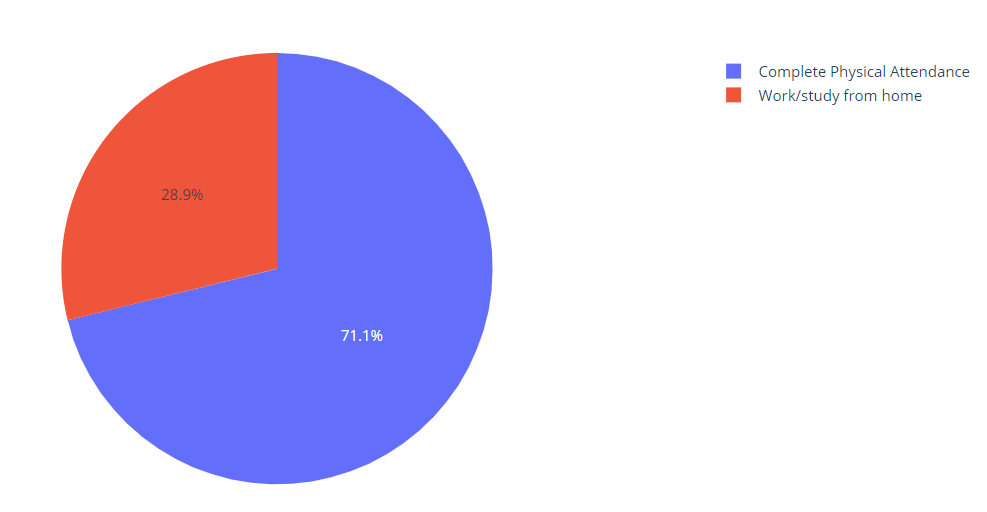 Complete Physical Attendance
Work/study from home
28.9%
71.1%